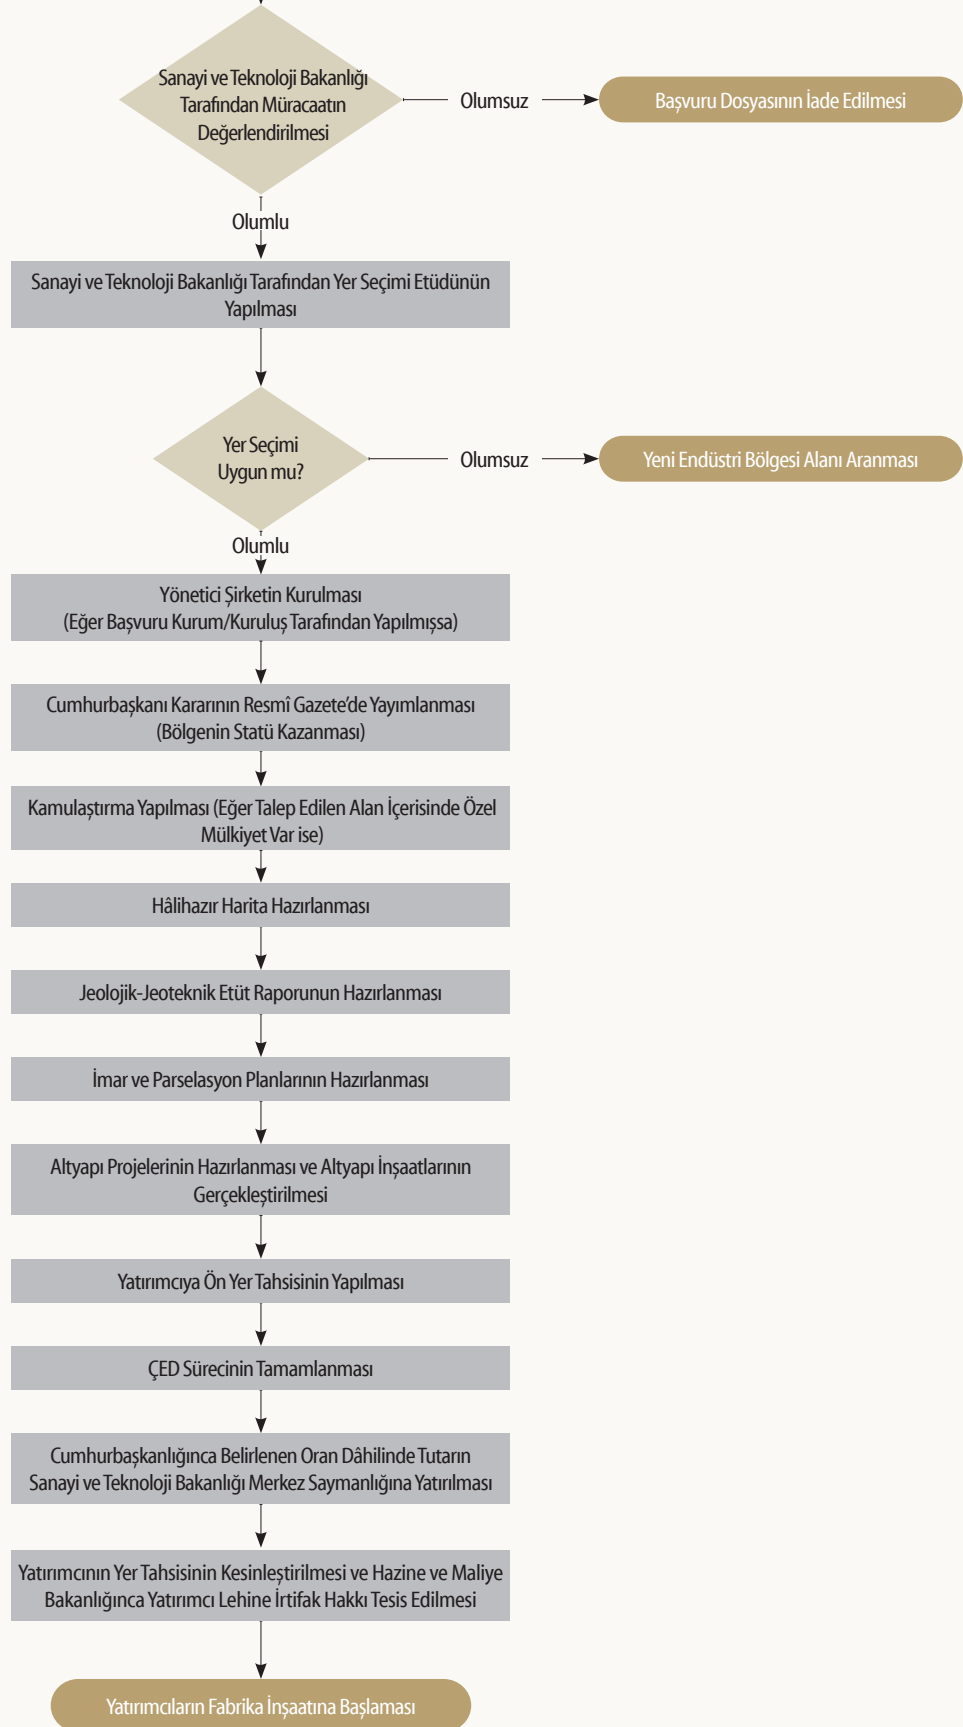 Sanayi ve Teknoloji Bakanlığı
Tarafından Müracaatın
Değerlendirilmesi
Olumsuz
Başvuru Dosyasının İade Edilmesi
Olumlu
Sanayi ve Teknoloji Bakanlığı Tarafından Yer Seçimi Etüdünün
Yapılması
Yer Seçimi
Uygun mu?
Olumsuz
Yeni Endüstri Bölgesi Alanı Aranması
Olumlu
Yönetici Şirketin Kurulması
(Eğer Başvuru Kurum/Kuruluş Tarafından Yapılmışsa)
Cumhurbaşkanı Kararının Resmî Gazete’de Yayımlanması
(Bölgenin Statü Kazanması)
Kamulaştırma Yapılması (Eğer Talep Edilen Alan İçerisinde Özel
Mülkiyet Var ise)
Hâlihazır Harita Hazırlanması
Jeolojik-Jeoteknik Etüt Raporunun Hazırlanması
İmar ve Parselasyon Planlarının Hazırlanması
Altyapı Projelerinin Hazırlanması ve Altyapı İnşaatlarının
Gerçekleştirilmesi
Yatırımcıya Ön Yer Tahsisinin Yapılması
ÇED Sürecinin Tamamlanması
Cumhurbaşkanlığınca Belirlenen Oran Dâhilinde Tutarın
Sanayi ve Teknoloji Bakanlığı Merkez Saymanlığına Yatırılması
Yatırımcının Yer Tahsisinin Kesinleştirilmesi ve Hazine ve Maliye
Bakanlığınca Yatırımcı Lehine İrtifak Hakkı Tesis Edilmesi
Yatırımcıların Fabrika İnşaatına Başlaması